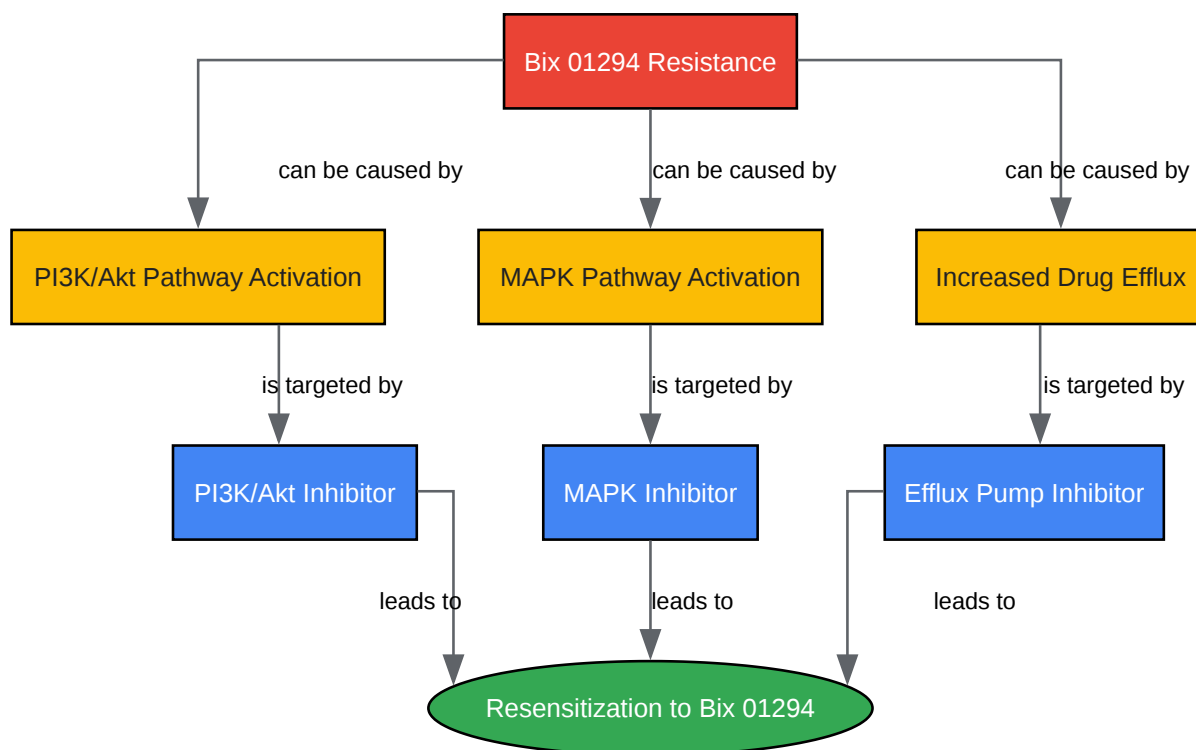 Bix 01294 Resistance
can be caused by
can be caused by
can be caused by
PI3K/Akt Pathway Activation
MAPK Pathway Activation
Increased Drug Efflux
is targeted by
is targeted by
is targeted by
PI3K/Akt Inhibitor
MAPK Inhibitor
Efflux Pump Inhibitor
leads to
leads to
leads to
Resensitization to Bix 01294